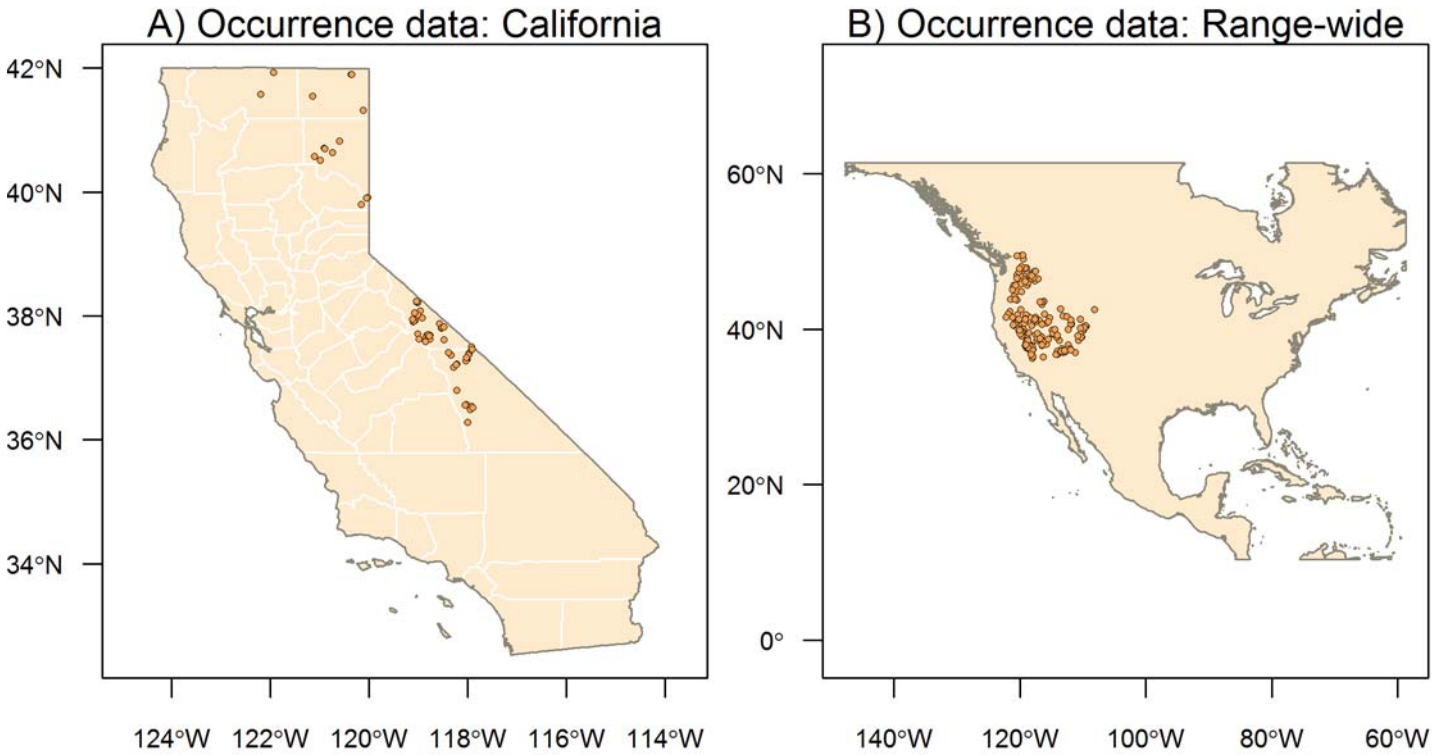 A) Occurrence data: California
42°N
40°N
38°N
36°N
34°N
124°W 122°W 120°W 118°W 116°W 114°W
B) Occurrence data: Range-wide
60°N
40°N
20°N
0°
140°W 120°W 100°W 80°W 60°W